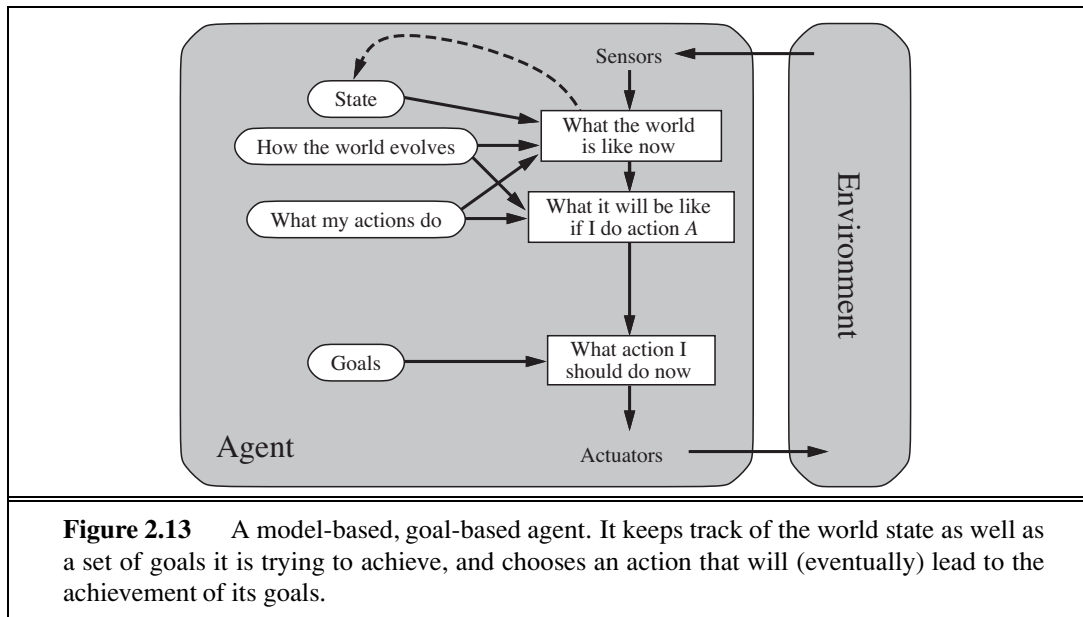 Sensors
State
What the world
is like now
How the world evolves
What it will be like
if I do action A
What my actions do
Environment
What action I
should do now
Goals
Agent
Actuators
Figure 2.13 A model-based, goal-based agent. It keeps track of the world state as well as
a set of goals it is trying to achieve, and chooses an action that will (eventually) lead to the
achievement of its goals.